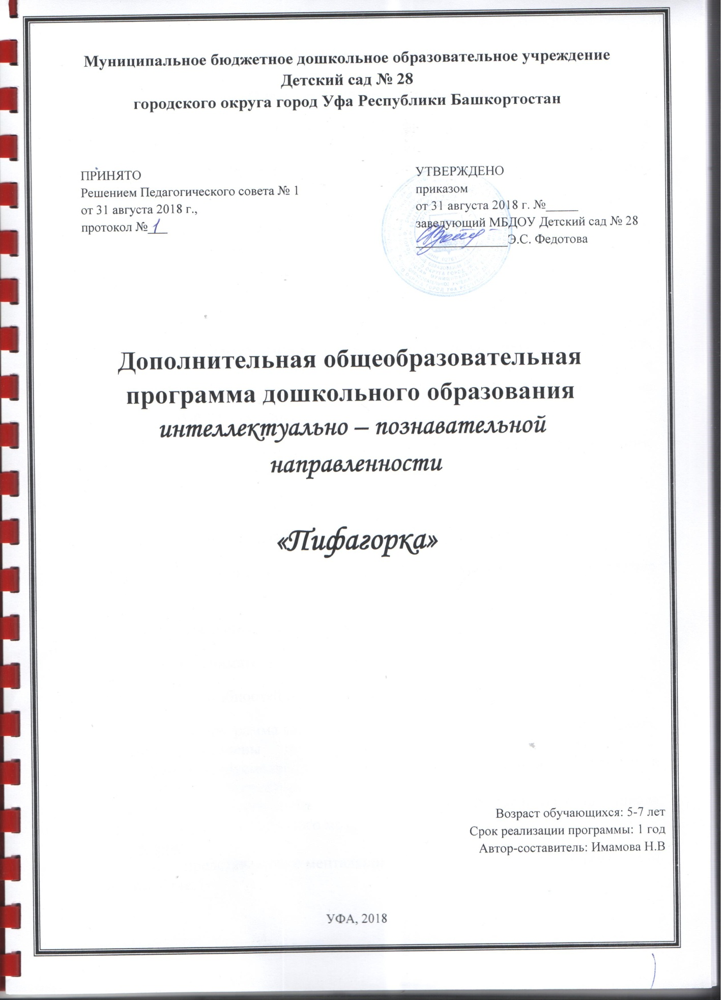 Муниципальное бюджетное дошкольное образовательное учреждение
Детский сад № 28
городского округа город Уфа Республики Башкортостан
ПРИНЯТО
Решением Педагогического совета № 1
от 31 августа 2018 г.,
протокол № 1
УТВЕРЖДЕНО
приказом
от 31 августа 2018 г. №_____
заведующий МБДОУ Детский сад № 28
______________Э.С. Федотова
Дополнительная общеобразовательная
программа дошкольного образования
интеллектуально – познавательной
направленности
«Пифагорка»
Возраст обучающихся: 5-7 лет
Срок реализации программы: 1 год
Автор-составитель: Имамова Н.В
УФА, 2018